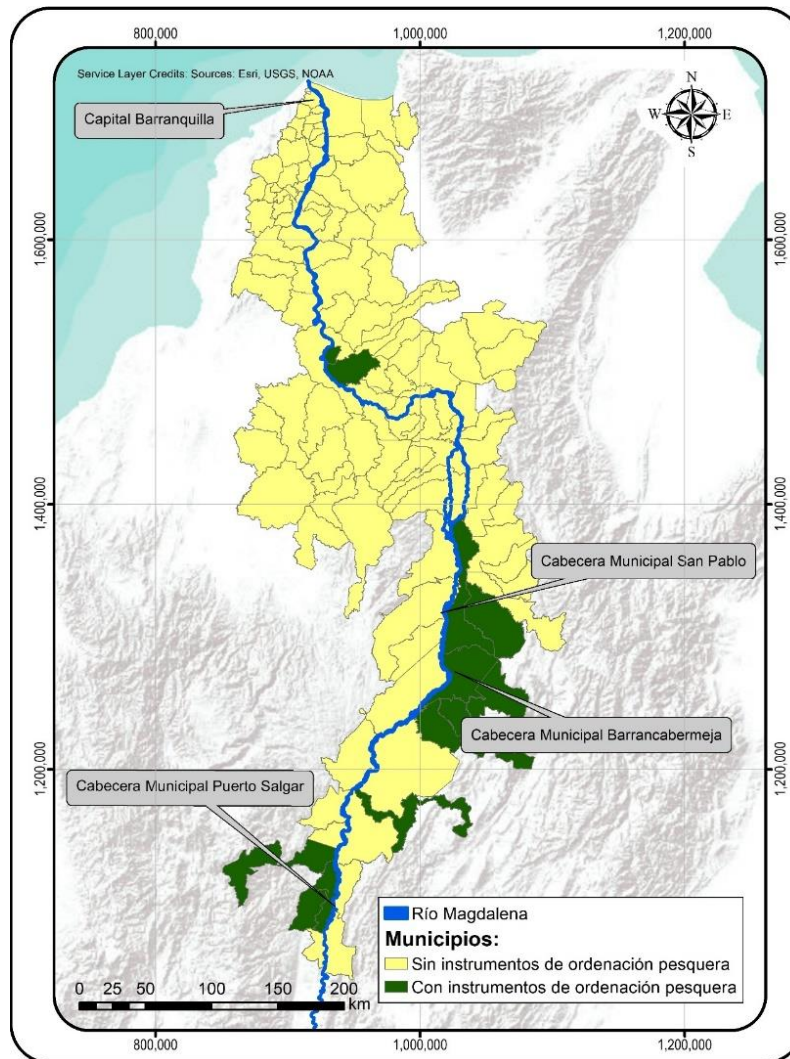 800,000
1,000,000
1,200,000
Service Layer Credits: Sources: Esri, USGS, NOAA
N
W
E
S
Capital Barranquilla
1,600,000
1,600,000
1,400,000
1,400,000
Cabecera Municipal San Pablo
Cabecera Municipal Barrancabermeja
1,200,000
1,200,000
Cabecera Municipal Puerto Salgar
Río Magdalena
Municipios:
Sin instrumentos de ordenación pesquera
Con instrumentos de ordenación pesquera
0 25 50 100 150 200
km
800,000
1,000,000
1,200,000